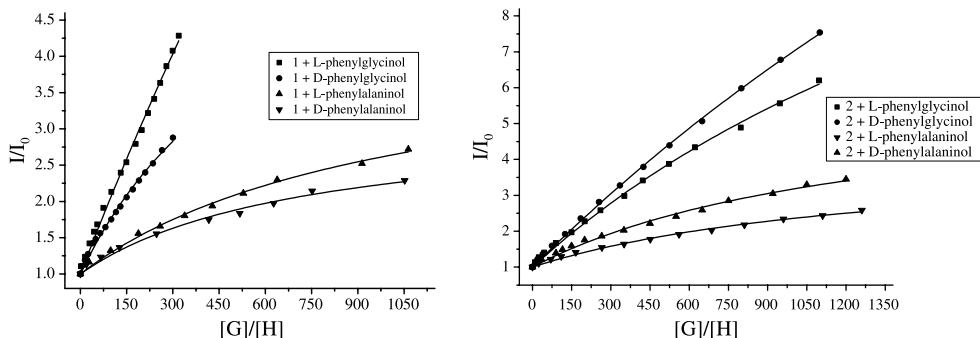 4.5
4.0
3.5
3.0
2.5
2.0
1.5
1.0
I/I0
0 150 300 450 600 750 900 1050
[G]/[H]
1 + L-phenylglycinol
1 + D-phenylglycinol
1 + L-phenylalaninol
1 + D-phenylalaninol
8
7
6
5
4
3
2
1
I/I0
0 150 300 450 600 750 900 1050 1200 1350
[G]/[H]
2 + L-phenylglycinol
2 + D-phenylglycinol
2 + L-phenylalaninol
2 + D-phenylalaninol